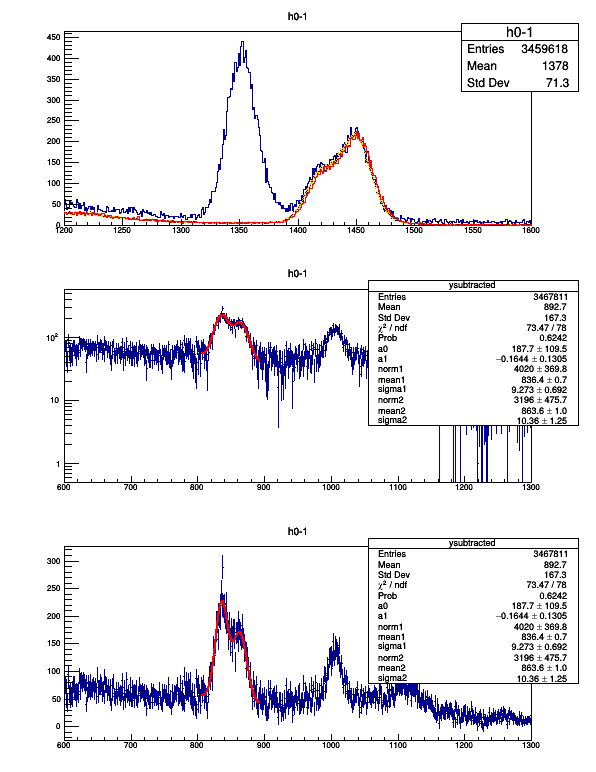 h0-1
h0-1
Entries 3459618
Mean 1378
Std Dev 71.3
450
400
350
300
250
200
150
100
50
0
1200 1250 1300 1350 1400 1450 1500 1550 1600
h0-1
ysubtracted
Entries 3467811
Mean 892.7
Std Dev 167.3
χ² / ndf 73.47 / 78
Prob 0.6242
a0 187.7 ± 109.5
a1 −0.1644 ± 0.1305
norm1 4020 ± 369.8
mean1 836.4 ± 0.7
sigma1 9.273 ± 0.692
norm2 3196 ± 475.7
mean2 863.6 ± 1.0
sigma2 10.36 ± 1.25
10²
10
1
600 700 800 900 1000 1100 1200 1300
h0-1
ysubtracted
Entries 3467811
Mean 892.7
Std Dev 167.3
χ² / ndf 73.47 / 78
Prob 0.6242
a0 187.7 ± 109.5
a1 −0.1644 ± 0.1305
norm1 4020 ± 369.8
mean1 836.4 ± 0.7
sigma1 9.273 ± 0.692
norm2 3196 ± 475.7
mean2 863.6 ± 1.0
sigma2 10.36 ± 1.25
300
250
200
150
100
50
0
600 700 800 900 1000 1100 1200 1300